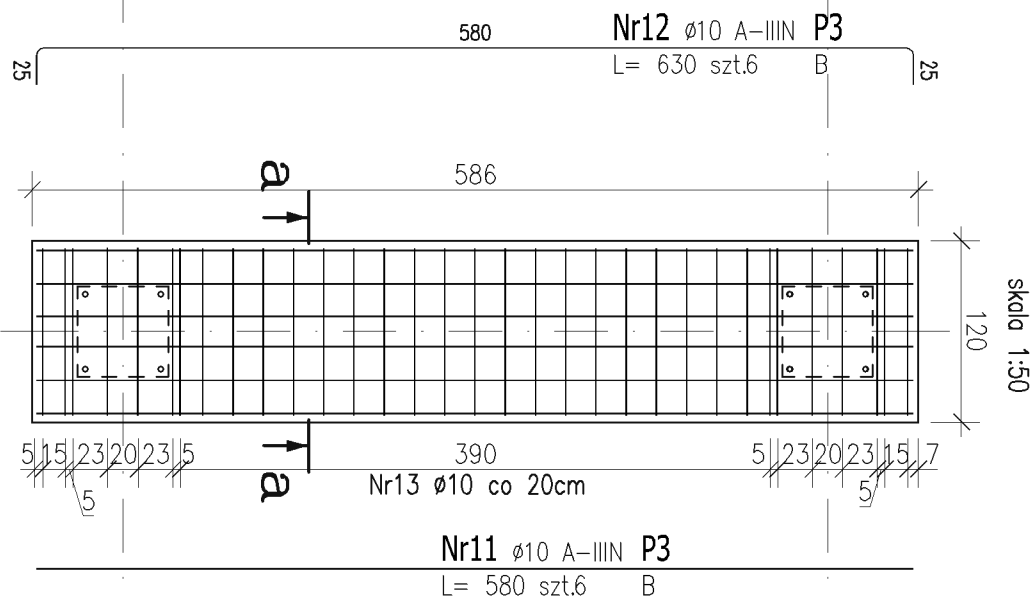 580
Nr12 ø10 A-IIIN P3
L= 630 szt.6 B
25
25
a
586
120
skala 1:50
5 15 23 20 23 5 390 5 23 20 23 15 7
5
5
a
Nr13 ø10 co 20cm
Nr11 ø10 A-IIIN P3
L= 580 szt.6 B